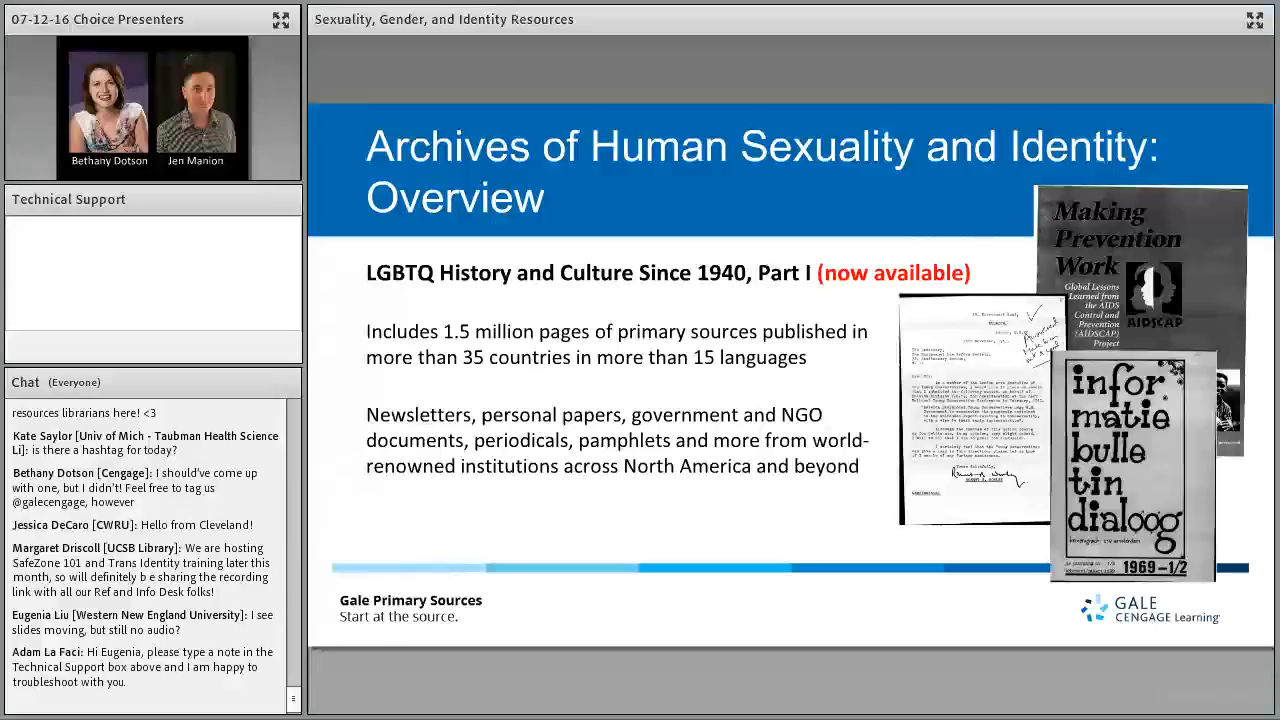 07-12-16 Choice Presenters
Bethany Dotson
Jen Manion
Technical Support
Chat (Everyone)
resources librarians here! <3
Kate Saylor [Univ of Mich - Taubman Health Science
Li]: is there a hashtag for today?
Bethany Dotson [Cengage]: I should've come up
with one, but I didn't! Feel free to tag us
@galecengage, however
Jessica DeCaro [CWRU]: Hello from Cleveland!
Margaret Driscoll [UCSB Library]: We are hosting
SafeZone 101 and Trans Identity training later this
month, so will definitely be sharing the recording
link with all our Ref and Info Desk folks!
Eugenia Liu [Western New England University]: I see
slides moving, but still no audio?
Adam La Faci: Hi Eugenia, please type a note in the
Technical Support box above and I am happy to
troubleshoot with you.
Sexuality, Gender, and Identity Resources
Archives of Human Sexuality and Identity:
Overview
LGBTQ History and Culture Since 1940, Part I (now available)
Includes 1.5 million pages of primary sources published in
more than 35 countries in more than 15 languages
Newsletters, personal papers, government and NGO
documents, periodicals, pamphlets and more from world-
renowned institutions across North America and beyond
Making
Prevention
Work
Global Lessons
Learned from
the AIDS
Control and
Prevention
(AIDSCAP)
Project
AIDSCAP
infor
matie
bulle
tin
dialoog
1969-1/2
Gale Primary Sources
Start at the source.
GALE
CENGAGE Learning